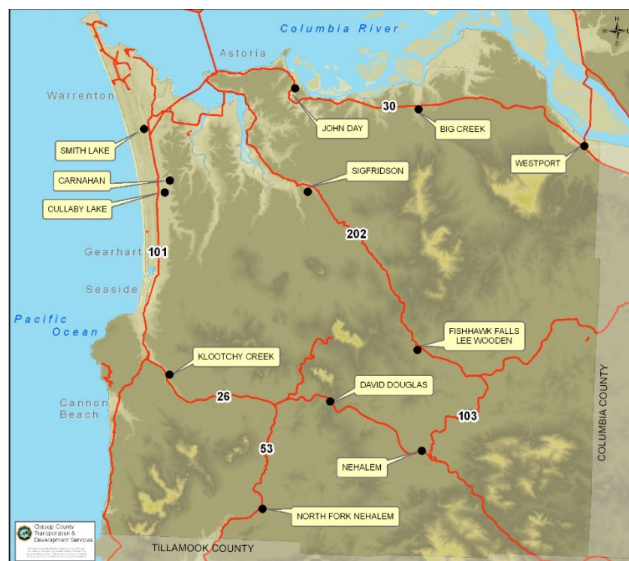 Columbia River
Astoria
Warrenton
JOHN DAY
30
BIG CREEK
SMITH LAKE
WESTPORT
CARNAHAN
SIGFRIDSON
CULLABY LAKE
202
Gearhart
101
Seaside
Pacific
Ocean
FISHHAWK FALLS
LEE WOODEN
KLOOTCHY CREEK
DAVID DOUGLAS
26
Cannon
Beach
103
COLUMBIA COUNTY
53
NEHALEM
NORTH FORK NEHALEM
Clatsop County
Transportation &
Development Services
TILLAMOOK COUNTY